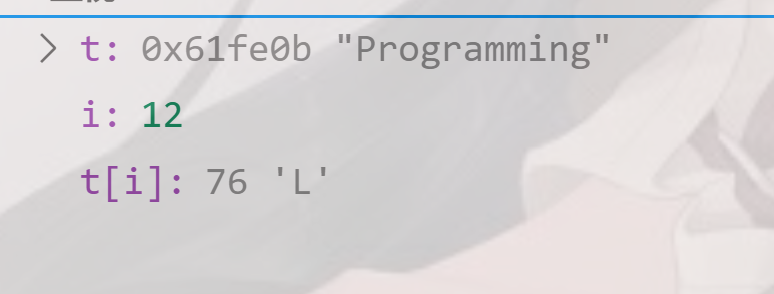 t: 0x61fe0b "Programming"
i: 12
t[i]: 76 'L'